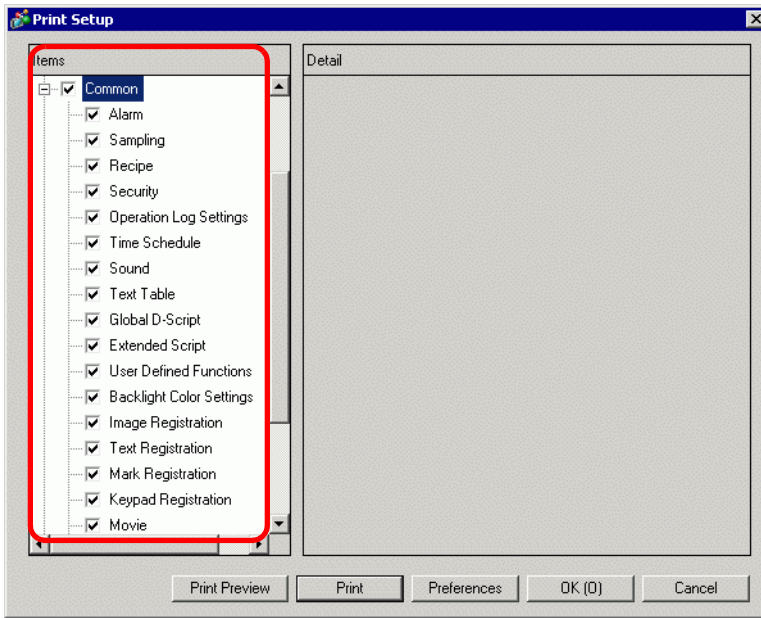 Print Setup
Items
Detail
Common
Alarm
Sampling
Recipe
Security
Operation Log Settings
Time Schedule
Sound
Text Table
Global D-Script
Extended Script
User Defined Functions
Backlight Color Settings
Image Registration
Text Registration
Mark Registration
Keypad Registration
Movie
Print Preview Print Preferences OK (O) Cancel